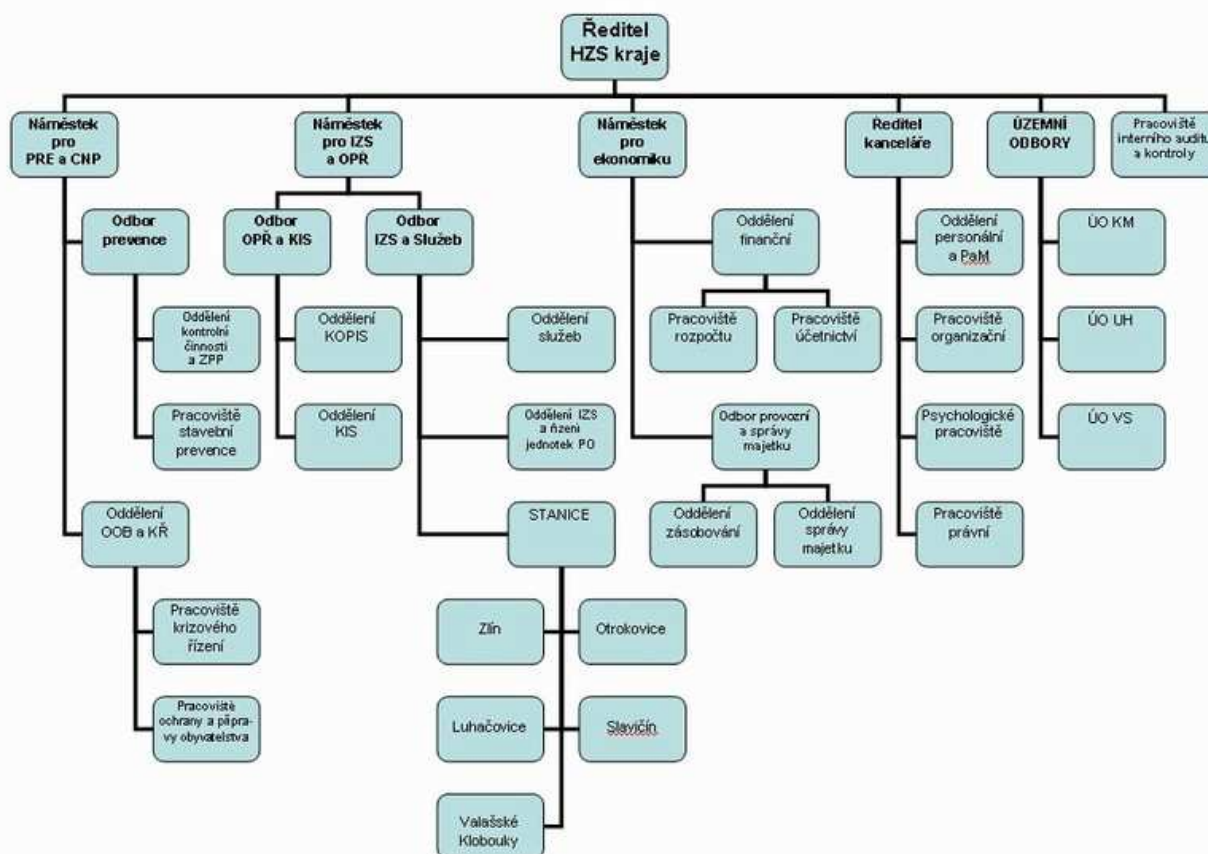 Ředitel
HZS kraje
Náměstek
pro
PRE a CNP
Náměstek
pro IZS
a OPŘ
Náměstek
pro
ekonomiku
Ředitel
kanceláře
ÚZEMNÍ
ODBORY
Pracoviště
interního auditu
a kontroly
Odbor
prevence
Odbor
OPŘ a KIS
Odbor
IZS a Služeb
Oddělení
finanční
Oddělení
personální
a PaM
ÚO KM
Oddělení
kontrolní
činnosti
a ZPP
Oddělení
KOPIS
Oddělení
služeb
Pracoviště
rozpočtu
Pracoviště
účetnictví
Pracoviště
organizační
ÚO UH
Pracoviště
stavební
prevence
Oddělení
KIS
Oddělení IZS
a řízení
jednotek PO
Odbor provozní
a správy
majetku
Psychologické
pracoviště
ÚO VS
Oddělení
OOB a KŘ
STANICE
Oddělení
zásobování
Oddělení
správy
majetku
Pracoviště
právní
Pracoviště
krizového
řízení
Zlín
Otrokovice
Pracoviště
ochrany a přípra-
vy obyvatelstva
Luhačovice
Slavičín
Valašské
Klobouky